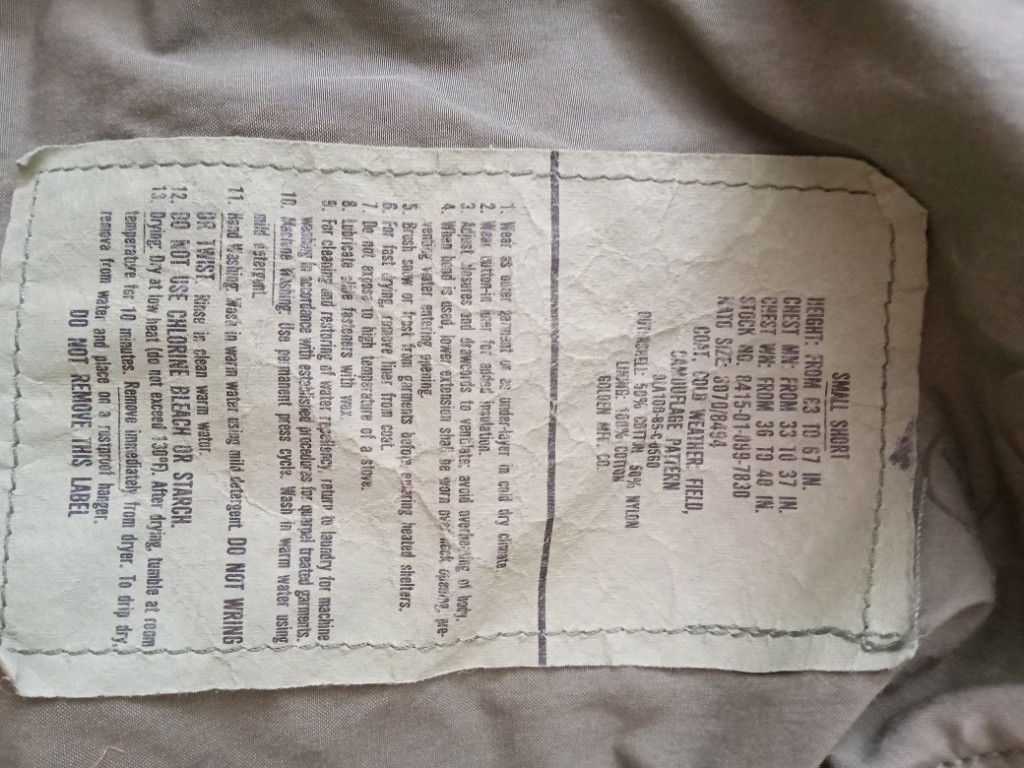 SMALL SHORT
HEIGHT: FROM 63 TO 67 IN.
CHEST MN: FROM 33 TO 37 IN.
CHEST WN: FROM 36 TO 40 IN.
STOCK NO. 8415-01-099-7830
NATO SIZE: 8070/8494
COAT, COLD WEATHER, FIELD,
CAMOUFLAGE PATTERN
DLA100-85-C-0560
OUTERSHELL: 50% COTTON 50% NYLON
LINING: 100% COTTON
GOLDEN MFG. CO.
1. Wear as outer garment or as under-layer in cold dry climate
2. Wear button-in liner for added insulation.
3. Adjust closures and drawcords to ventilate; avoid overheating of body.
4. When hood is used, lower extension shall be worn over neck opening, pre-
venting water entering opening.
5. Brush snow or frost from garments before entering heated shelters.
6. For fast drying, remove liner from coat.
7. Do not expose to high temperature of a stove.
8. Lubricate slide fasteners with wax.
9. For cleaning and restoring of water repellency, return to laundry for machine
washing in accordance with established procedures for quarpel treated garments.
10. Machine Washing. Use permanent press cycle. Wash in warm water using
mild detergent.
11. Hand Washing. Wash in warm water using mild detergent. DO NOT WRING
OR TWIST. Rinse in clean warm water.
12. DO NOT USE CHLORINE BLEACH OR STARCH.
13. Drying. Dry at low heat (do not exceed 130°F). After drying, tumble at room
temperature for 10 minutes. Remove immediately from dryer. To drip dry,
remove from water and place on a rustproof hanger.
DO NOT REMOVE THIS LABEL